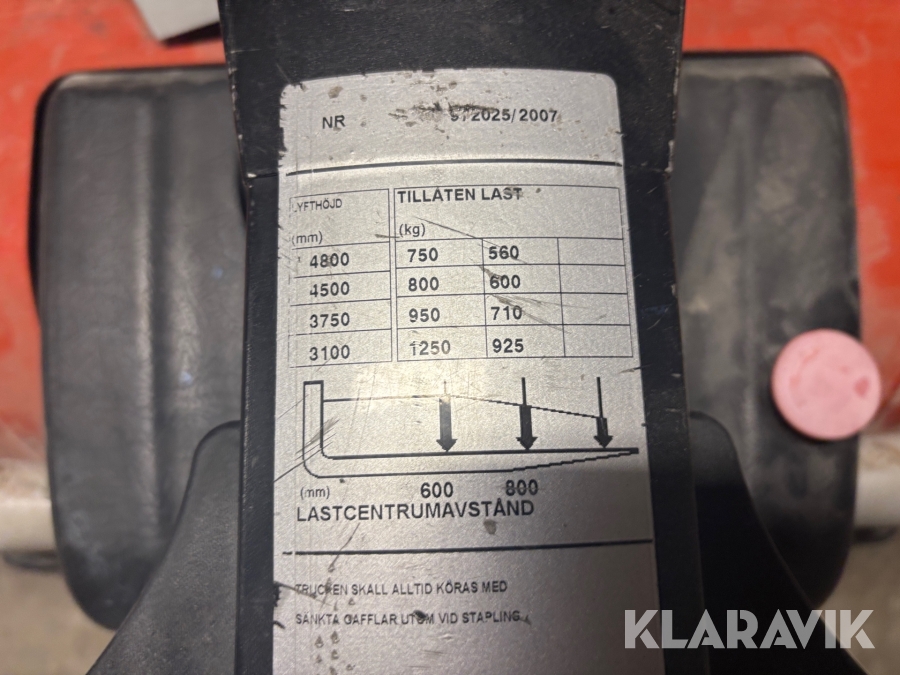 NR 2025/2007
LYFTHÖJD TILLÅTEN LAST
(mm) (kg)
4800 750 560
4500 800 600
3750 950 710
3100 1250 925
(mm) 600 800
LASTCENTRUMAVSTÅND
TRUCKEN SKALL ALLTID KÖRAS MED
SÄNKTA GAFFLAR UTOM VID STAPLING.
KLARAVIK